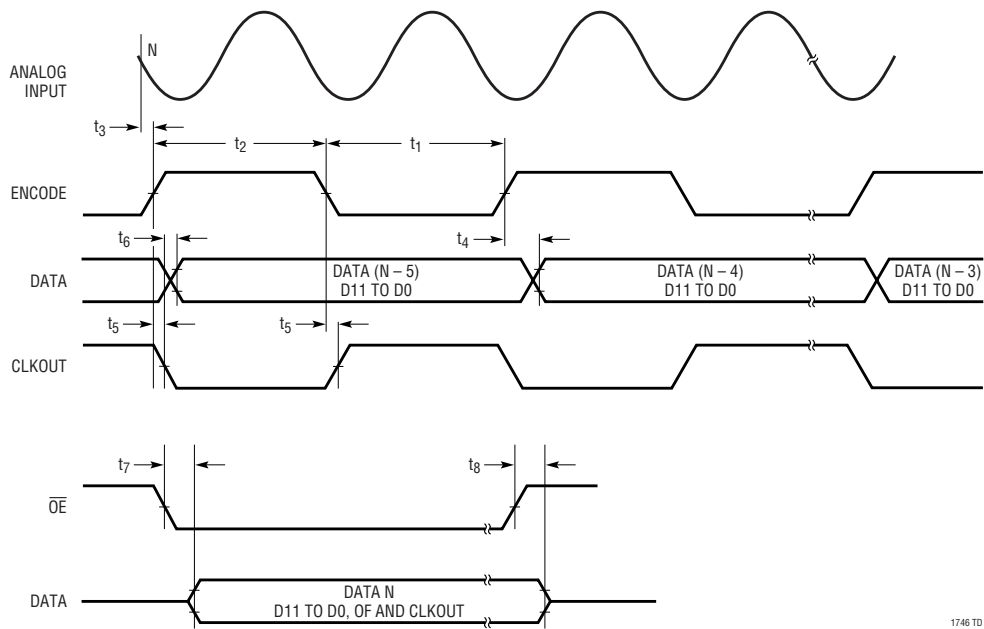 N
ANALOG
INPUT
t3
t2
t1
ENCODE
t6
t4
DATA
DATA (N – 5)
D11 TO D0
DATA (N – 4)
D11 TO D0
DATA (N – 3)
D11 TO D0
t5
t5
CLKOUT
t7
t8
OE
DATA
DATA N
D11 TO D0, OF AND CLKOUT
1746 TD